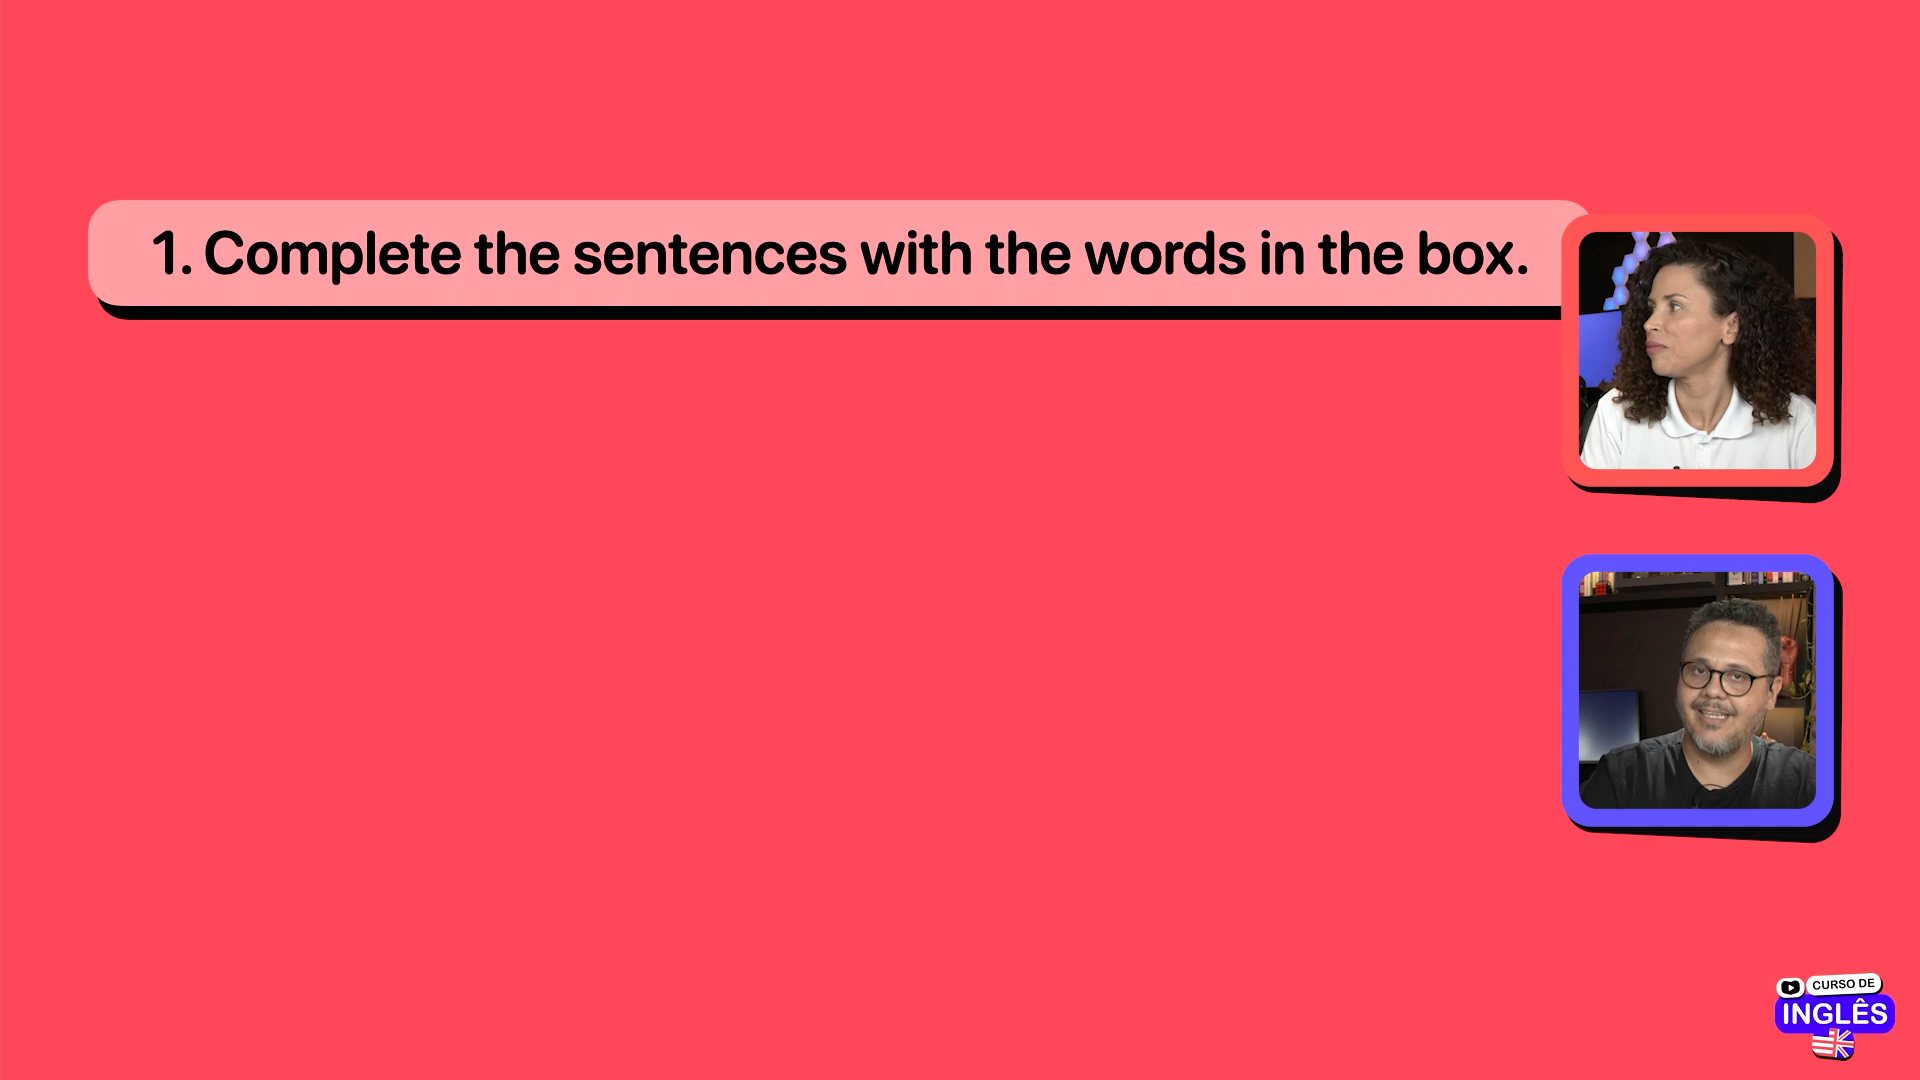 1. Complete the sentences with the words in the box.
CURSO DE
INGLÊS